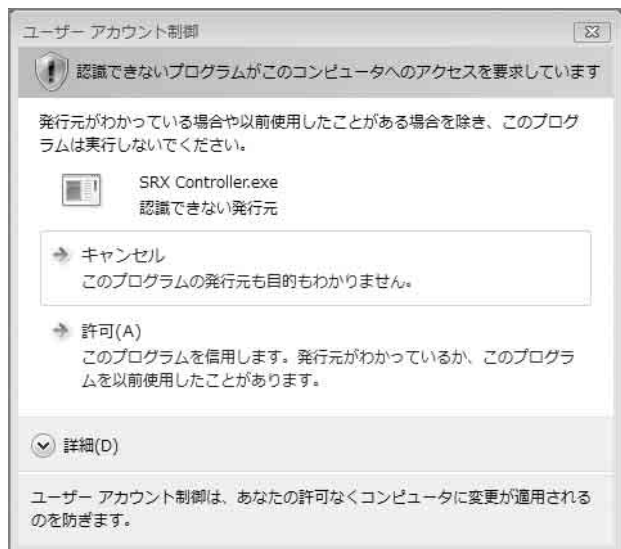 ユーザー アカウント制御
認識できないプログラムがこのコンピュータへのアクセスを要求しています
発行元がわかっている場合や以前使用したことがある場合を除き、このプログ
ラムは実行しないでください。
SRX Controller.exe
認識できない発行元
キャンセル
このプログラムの発行元も目的もわかりません。
許可(A)
このプログラムを信用します。発行元がわかっているか、このプログラ
ムを以前使用したことがあります。
詳細(D)
ユーザー アカウント制御は、あなたの許可なくコンピュータに変更が適用される
のを防ぎます。